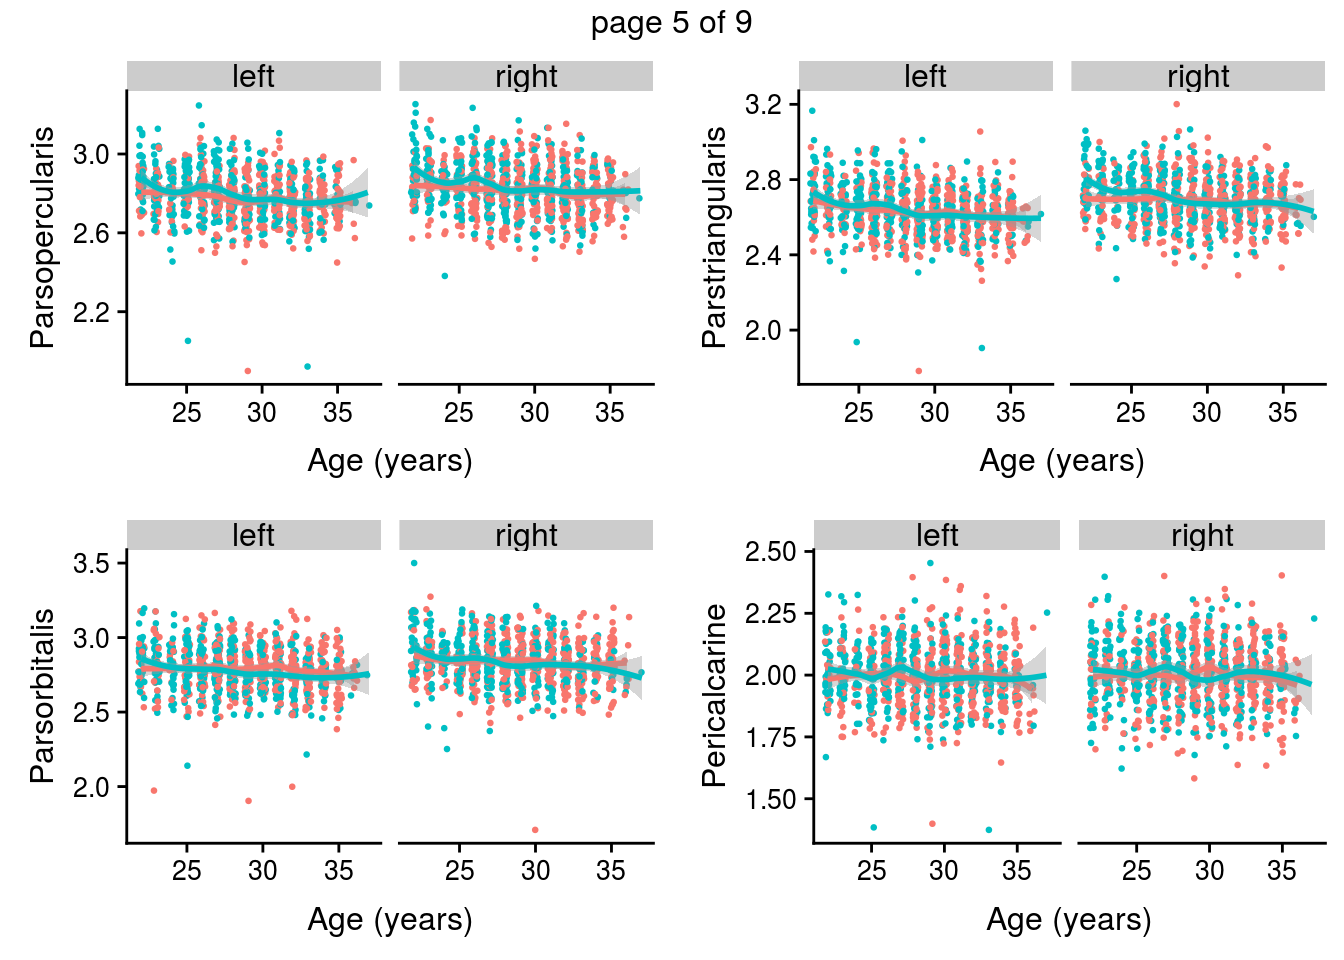 page 5 of 9
left right
Parsopercularis
3.0
2.6
2.2
25 30 35 25 30 35
Age (years)
left right
Parstriangularis
3.2
2.8
2.4
2.0
25 30 35 25 30 35
Age (years)
left right
Parsorbitalis
3.5
3.0
2.5
2.0
25 30 35 25 30 35
Age (years)
left right
Pericalcarine
2.50
2.25
2.00
1.75
1.50
25 30 35 25 30 35
Age (years)